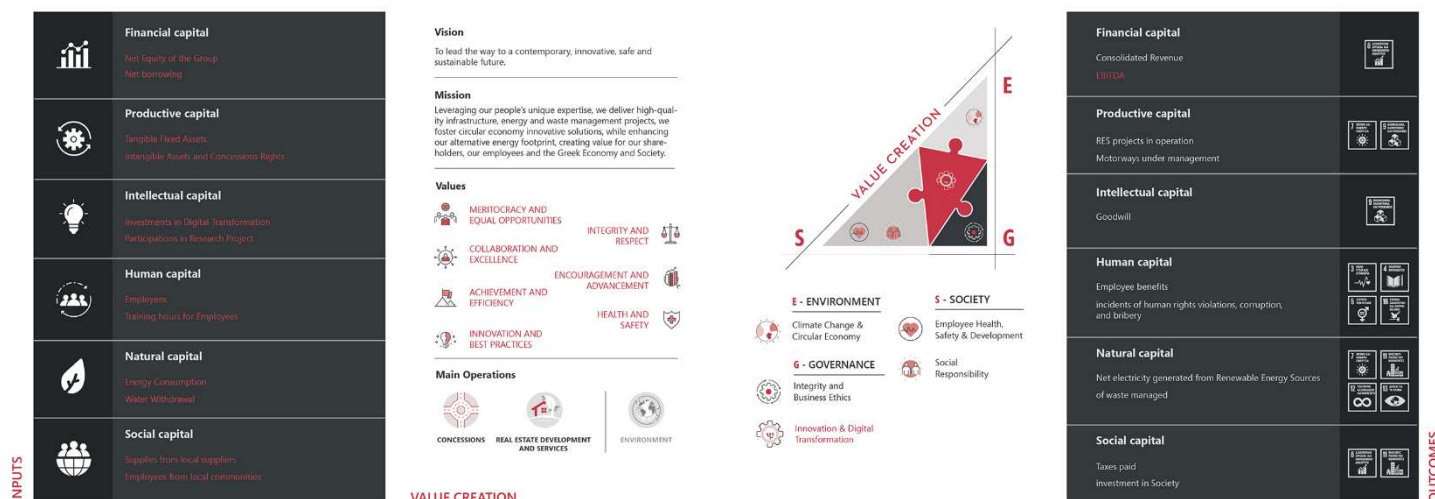 INPUTS
Financial capital
Net Equity of the Group
Net borrowing
Productive capital
Tangible Fixed Assets
Intangible Assets and Concessions Rights
Intellectual capital
Investments in Digital Transformation
Participations in Research Project
Human capital
Employees
Training hours for Employees
Natural capital
Energy Consumption
Water Withdrawal
Social capital
Supplies from local suppliers
Employees from local communities
Vision
To lead the way to a contemporary, innovative, safe and
sustainable future.
Mission
Leveraging our people's unique expertise, we deliver high-qual-
ity infrastructure, energy and waste management projects, we
foster circular economy innovative solutions, while enhancing
our alternative energy footprint, creating value for our share-
holders, our employees and the Greek Economy and Society.
Values
MERITOCRACY AND
EQUAL OPPORTUNITIES
INTEGRITY AND
RESPECT
COLLABORATION AND
EXCELLENCE
ENCOURAGEMENT AND
ADVANCEMENT
ACHIEVEMENT AND
EFFICIENCY
HEALTH AND
SAFETY
INNOVATION AND
BEST PRACTICES
Main Operations
CONCESSIONS
REAL ESTATE DEVELOPMENT
AND SERVICES
ENVIRONMENT
VALUE CREATION
VALUE CREATION
E
S
G
E - ENVIRONMENT
Climate Change &
Circular Economy
G - GOVERNANCE
Integrity and
Business Ethics
Innovation & Digital
Transformation
S - SOCIETY
Employee Health,
Safety & Development
Social
Responsibility
Financial capital
Consolidated Revenue
EBITDA
Productive capital
RES projects in operation
Motorways under management
Intellectual capital
Goodwill
Human capital
Employee benefits
incidents of human rights violations, corruption,
and bribery
Natural capital
Net electricity generated from Renewable Energy Sources
of waste managed
Social capital
Taxes paid
investment in Society
OUTCOMES